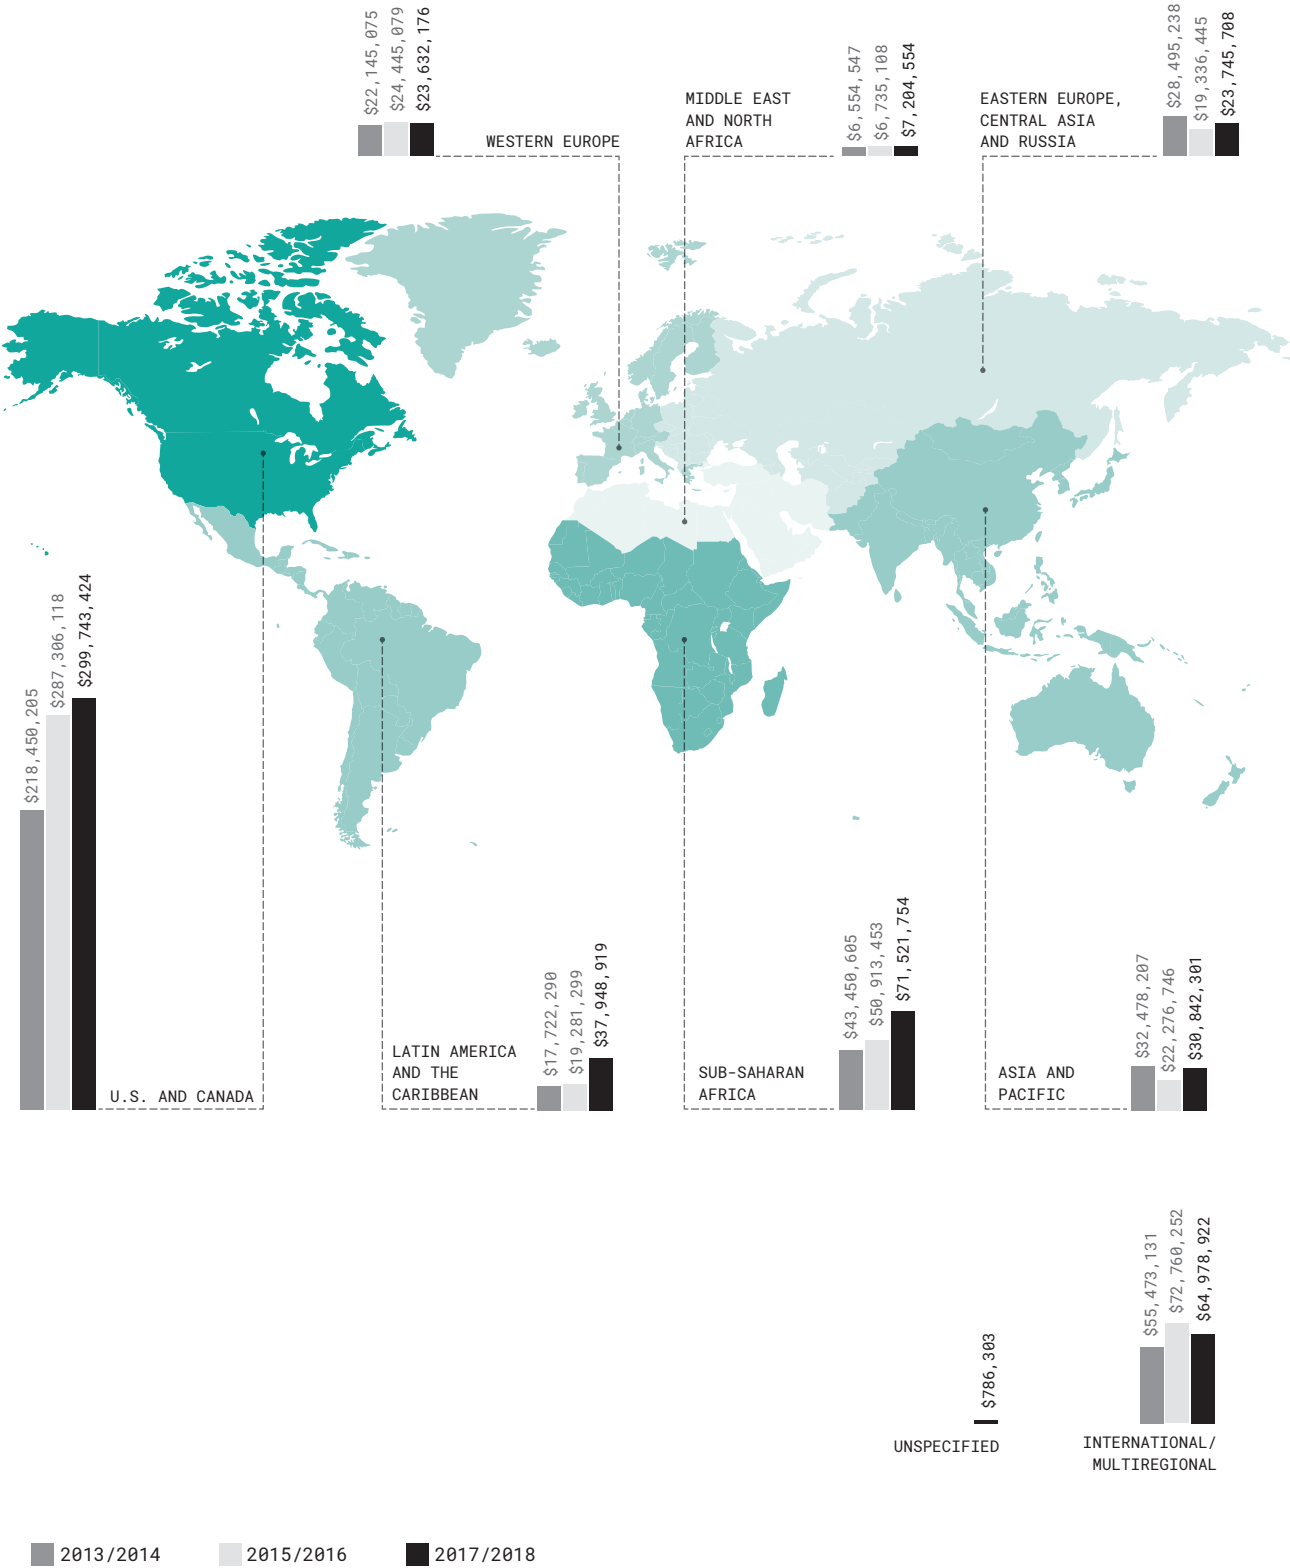 $22,145,075
$24,445,079
$23,632,176
WESTERN EUROPE
MIDDLE EAST
AND NORTH
AFRICA
$6,554,547
$6,735,108
$7,204,554
EASTERN EUROPE,
CENTRAL ASIA
AND RUSSIA
$28,495,238
$19,336,445
$23,745,708
$218,450,205
$287,306,118
$299,743,424
U.S. AND CANADA
LATIN AMERICA
AND THE
CARIBBEAN
$17,722,290
$19,281,299
$37,948,919
SUB-SAHARAN
AFRICA
$43,450,605
$50,913,453
$71,521,754
ASIA AND
PACIFIC
$32,478,207
$22,276,746
$30,842,301
$786,303
UNSPECIFIED
$55,473,131
$72,760,252
$64,978,922
INTERNATIONAL/
MULTIREGIONAL
2013/2014
2015/2016
2017/2018